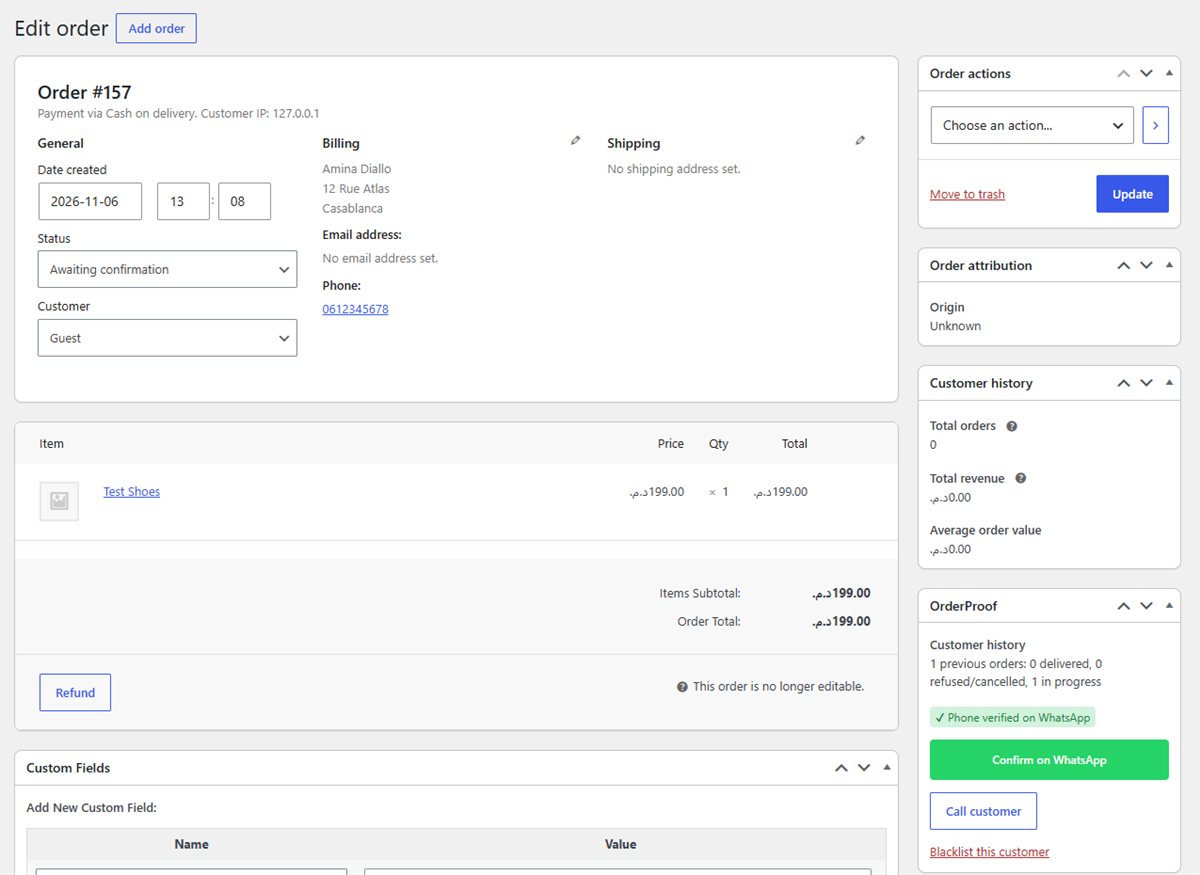 Edit order
Add order
Order #157
Payment via Cash on delivery. Customer IP: 127.0.0.1
General
Date created
2026-11-06
13
:
08
Status
Awaiting confirmation
Customer
Guest
Billing
Amina Diallo
12 Rue Atlas
Casablanca
Email address:
No email address set.
Phone:
0612345678
Shipping
No shipping address set.
Item Price Qty Total
Test Shoes د.م.199.00 × 1 د.م.199.00
Items Subtotal: د.م.199.00
Order Total: د.م.199.00
Refund
This order is no longer editable.
Custom Fields
Add New Custom Field:
Name Value
Order actions
Choose an action...
Move to trash
Update
Order attribution
Origin
Unknown
Customer history
Total orders
0
Total revenue
د.م.0.00
Average order value
د.م.0.00
OrderProof
Customer history
1 previous orders: 0 delivered, 0
refused/cancelled, 1 in progress
✓ Phone verified on WhatsApp
Confirm on WhatsApp
Call customer
Blacklist this customer